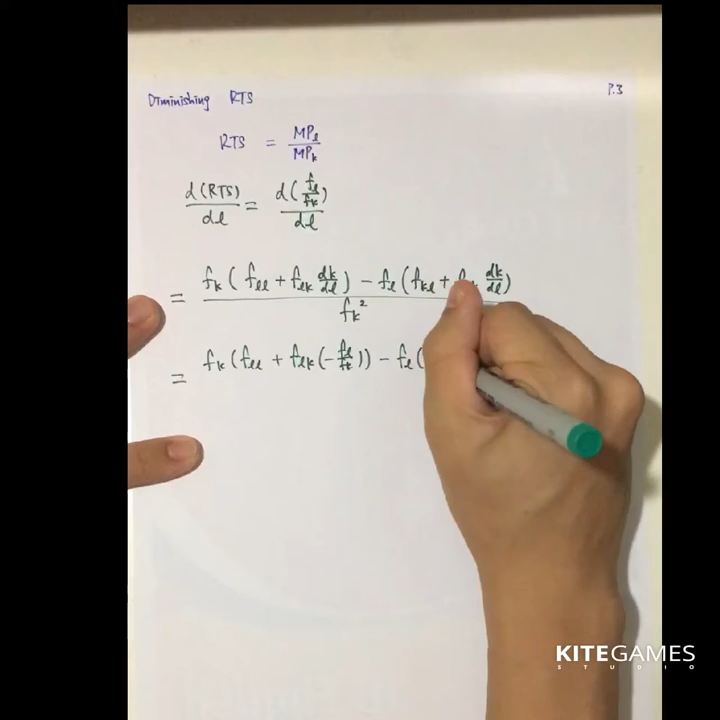 Diminishing RTS P.3
RTS = MPℓ/MPk
d(RTS)/dℓ = d(fℓ/fk)/dℓ
= fk(fℓℓ + fℓk dk/dℓ) - fℓ(fkℓ + dk/dℓ)/fk²
= fk(fℓℓ + fℓk(-fℓ/fk)) - fℓ(
KITEGAMES
STUDIO